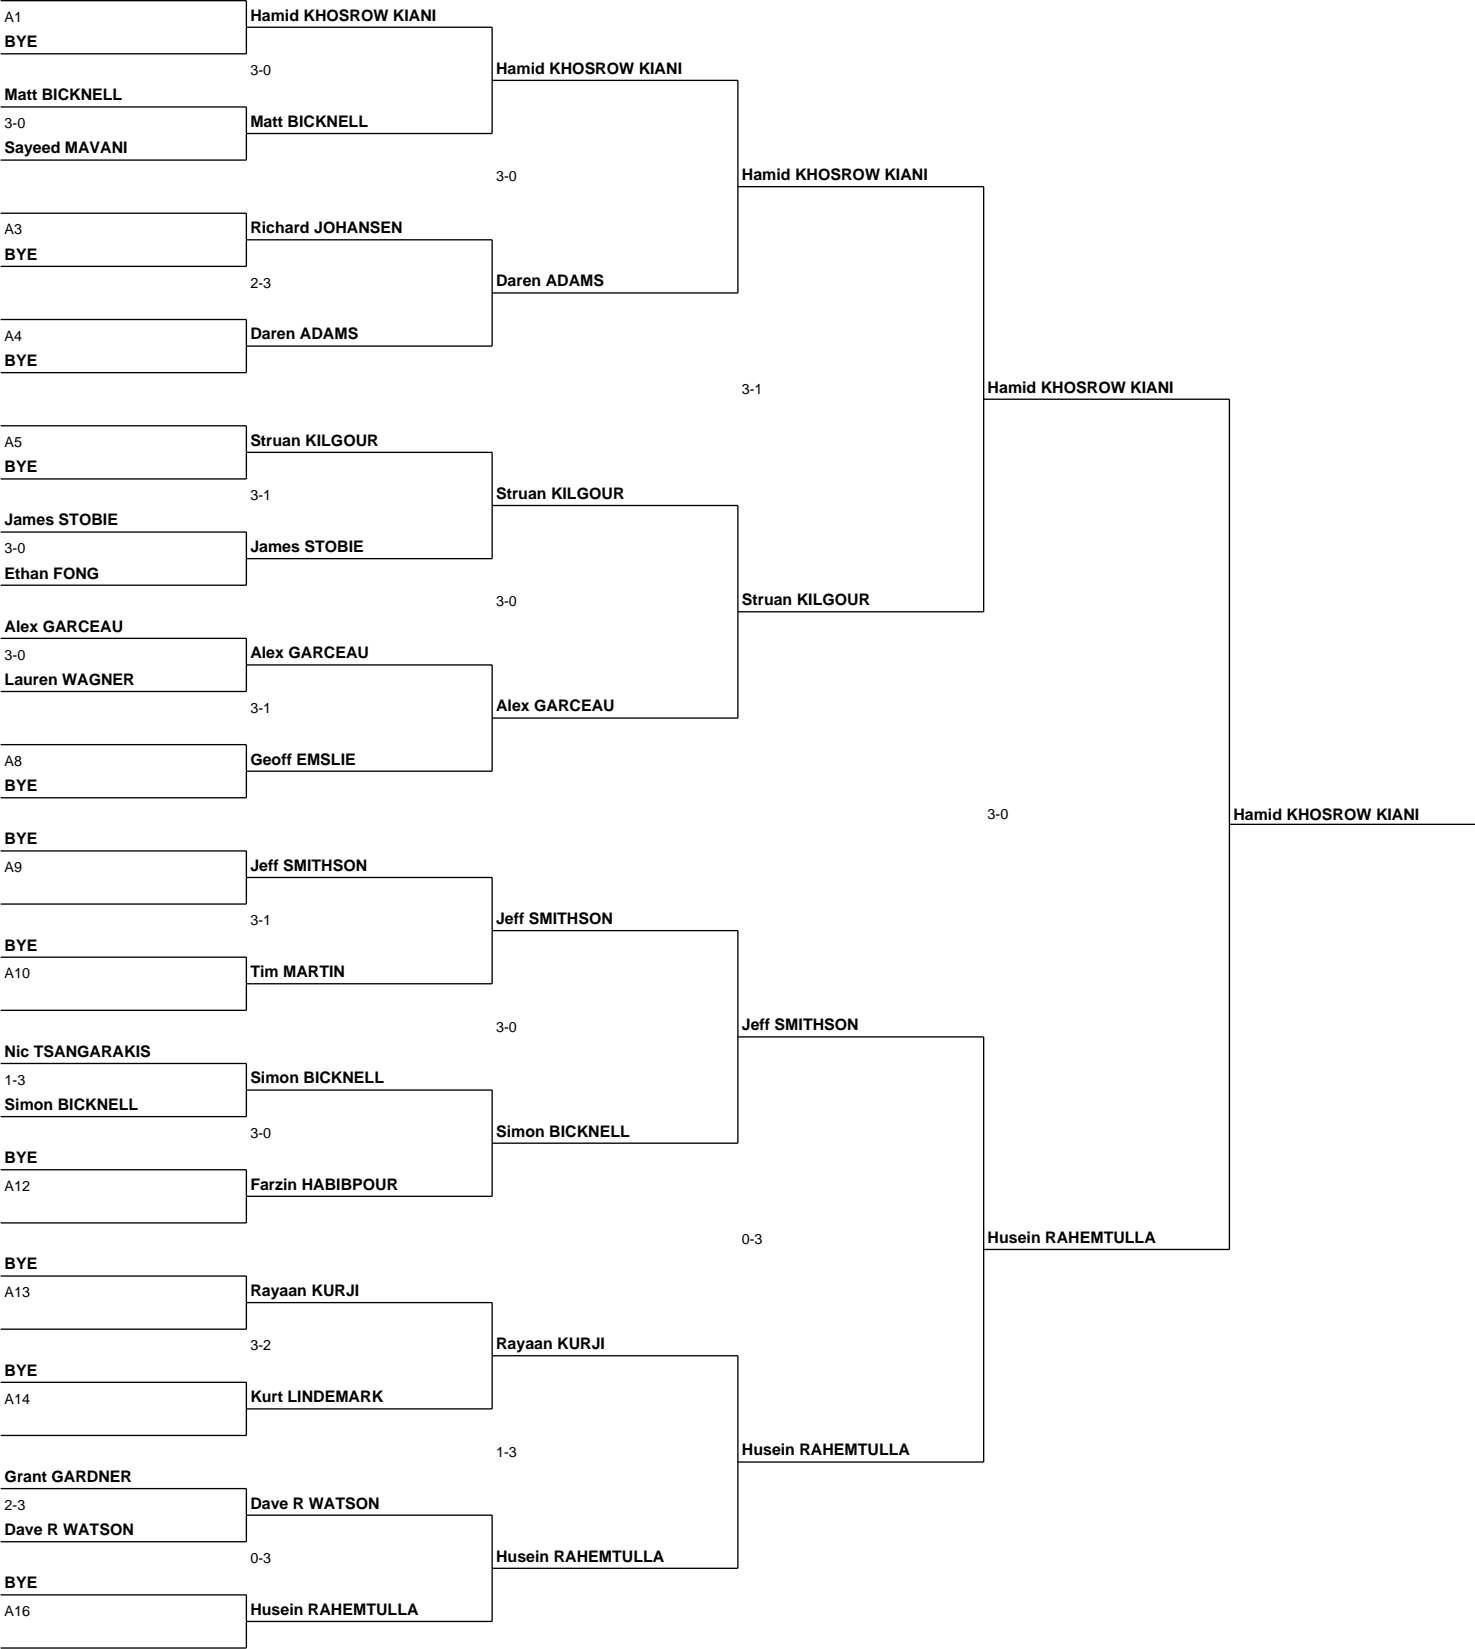 A1
BYE
Hamid KHOSROW KIANI
3-0
Matt BICKNELL
3-0
Sayeed MAVANI
Matt BICKNELL
Hamid KHOSROW KIANI
3-0
A3
BYE
Richard JOHANSEN
2-3
A4
BYE
Daren ADAMS
Daren ADAMS
Hamid KHOSROW KIANI
3-1
A5
BYE
Struan KILGOUR
3-1
James STOBIE
3-0
Ethan FONG
James STOBIE
Struan KILGOUR
3-0
Alex GARCEAU
3-0
Lauren WAGNER
Alex GARCEAU
3-1
A8
BYE
Geoff EMSLIE
Alex GARCEAU
Struan KILGOUR
Hamid KHOSROW KIANI
3-0
Hamid KHOSROW KIANI
BYE
A9
Jeff SMITHSON
3-1
BYE
A10
Tim MARTIN
Jeff SMITHSON
3-0
Nic TSANGARAKIS
1-3
Simon BICKNELL
Simon BICKNELL
3-0
BYE
A12
Farzin HABIBPOUR
Simon BICKNELL
Jeff SMITHSON
0-3
BYE
A13
Rayaan KURJI
3-2
BYE
A14
Kurt LINDEMARK
Rayaan KURJI
1-3
Grant GARDNER
2-3
Dave R WATSON
Dave R WATSON
0-3
BYE
A16
Husein RAHEMTULLA
Husein RAHEMTULLA
Husein RAHEMTULLA
Husein RAHEMTULLA